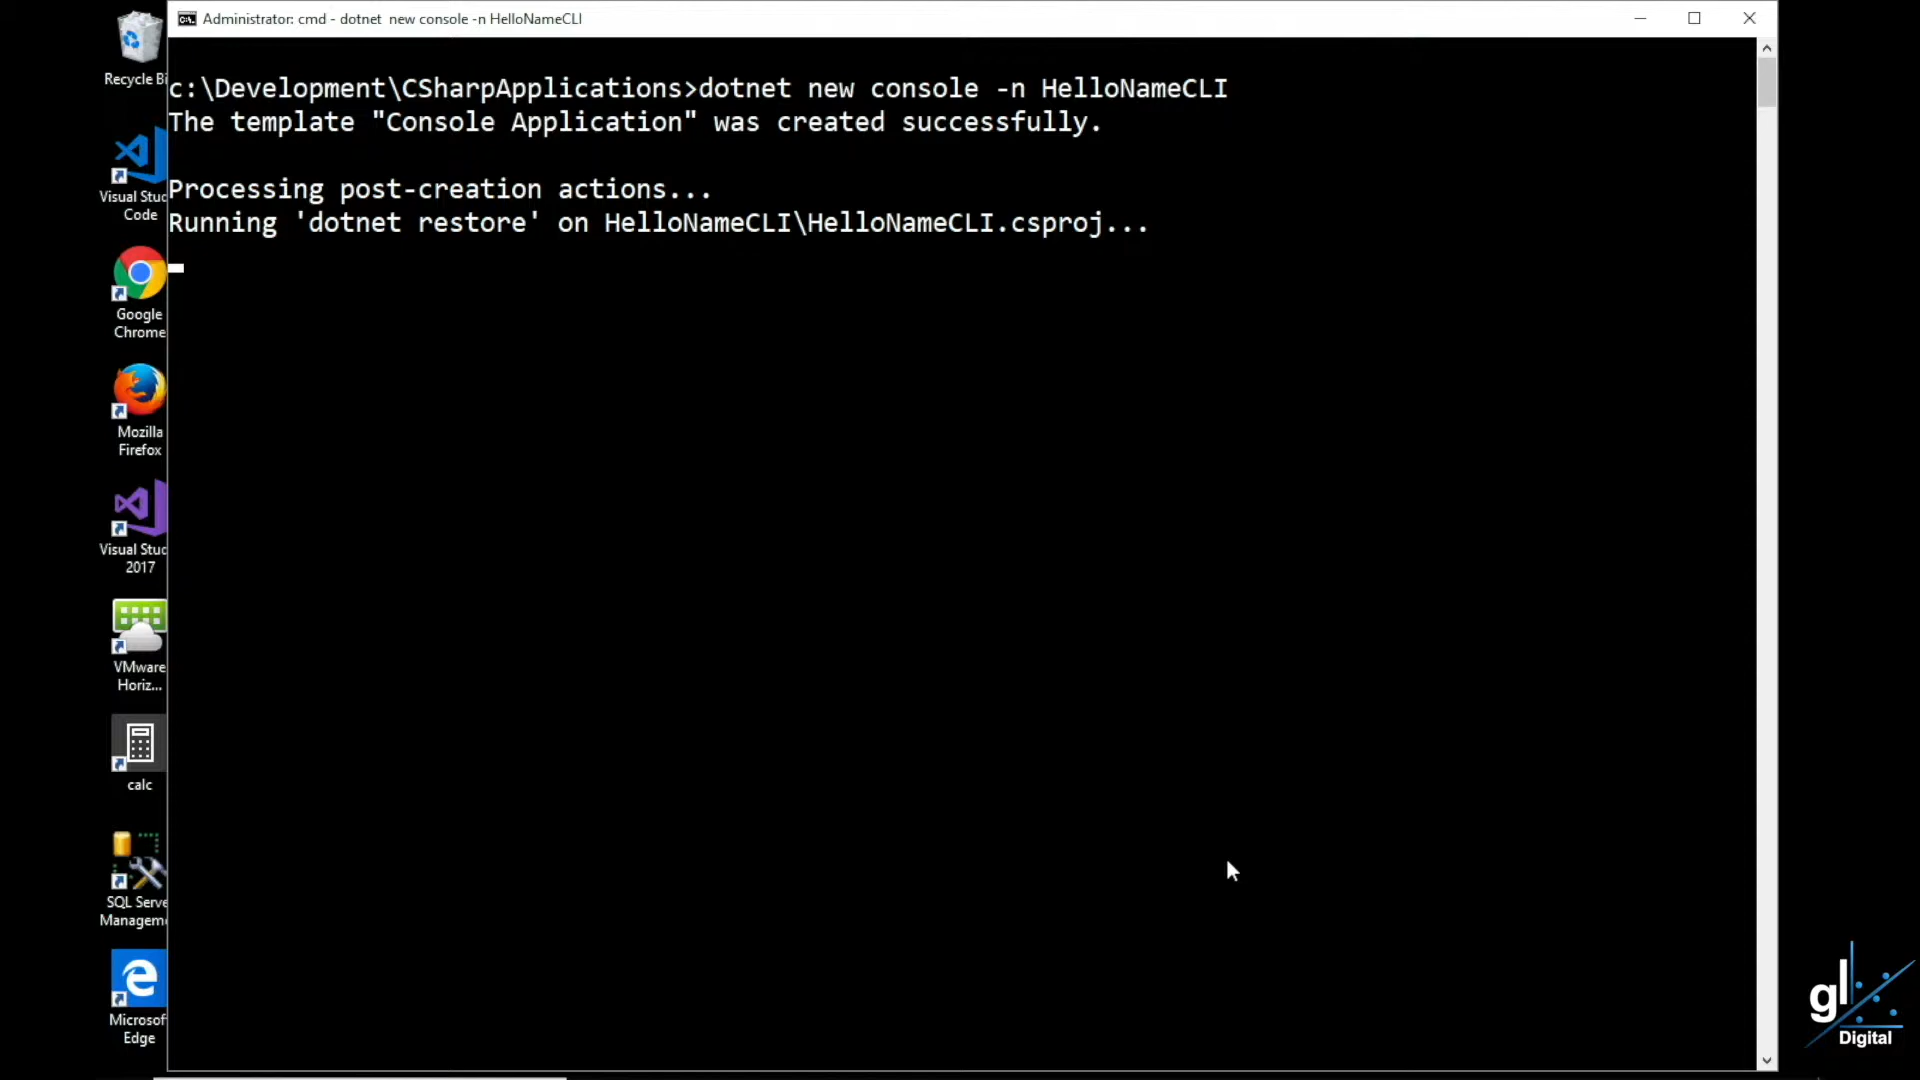 Administrator: cmd - dotnet  new console -n HelloNameCLI
c:\Development\CSharpApplications>dotnet new console -n HelloNameCLI
The template "Console Application" was created successfully.
Processing post-creation actions...
Running 'dotnet restore' on HelloNameCLI\HelloNameCLI.csproj...
Recycle Bi
Visual Stud
Code
Google
Chrome
Mozilla
Firefox
Visual Stud
2017
VMware
Horiz...
calc
SQL Serve
Managem
Microsof
Edge
gl
Digital